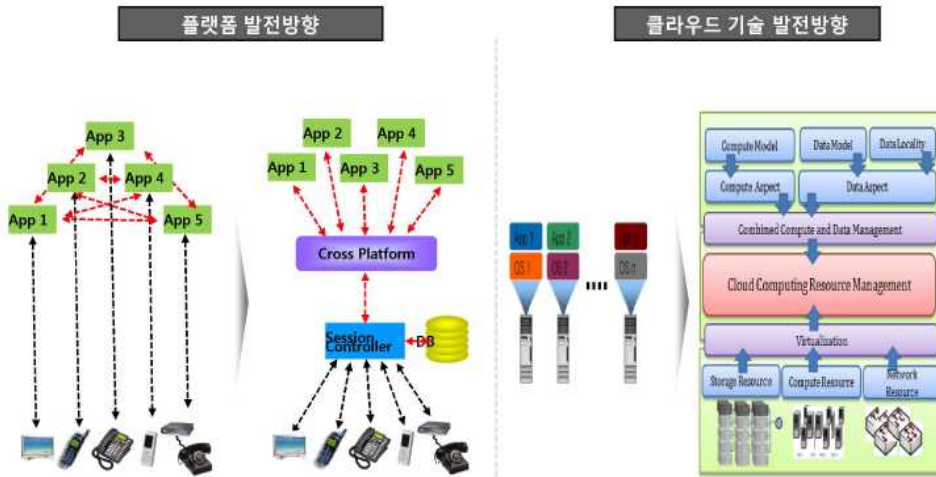 플랫폼 발전방향
App 3
App 2
App 4
App 1
App 5
App 2
App 4
App 1
App 3
App 5
Cross Platform
Session
Controller
DB
클라우드 기술 발전방향
App 1
App 2
OS 1
OS 2
OS n
Compute Model
Data Model
Data Locality
Compute Aspect
Data Aspect
Combined Compute and Data Management
Cloud Computing Resource Management
Virtualization
Storage Resource
Compute Resource
Network
Resource